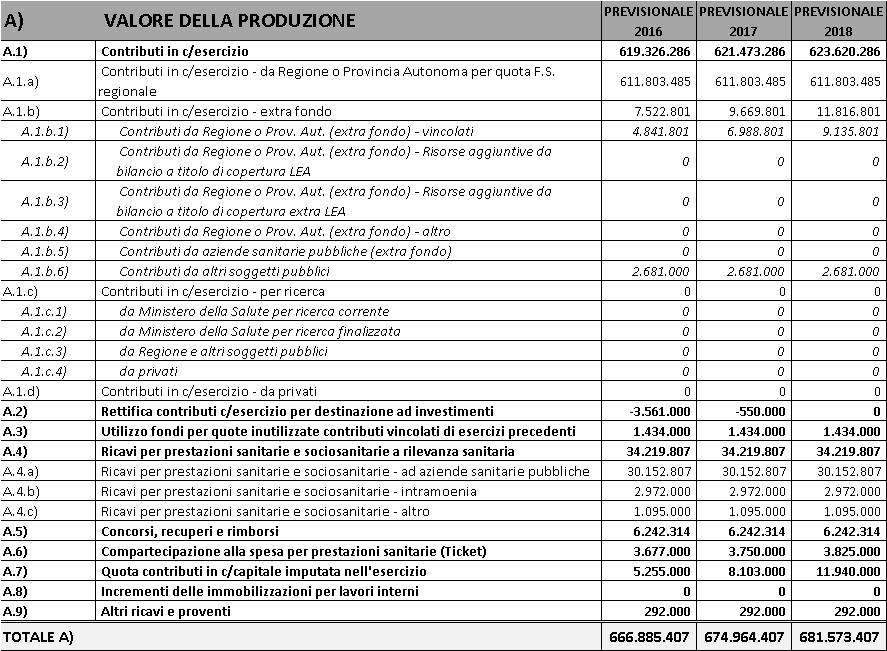 A) VALORE DELLA PRODUZIONE PREVISIONALE 2016 PREVISIONALE 2017 PREVISIONALE 2018
A.1) Contributi in c/esercizio 619.326.286 621.473.286 623.620.286
A.1.a) Contributi in c/esercizio - da Regione o Provincia Autonoma per quota F.S.
regionale 611.803.485 611.803.485 611.803.485
A.1.b) Contributi in c/esercizio - extra fondo 7.522.801 9.669.801 11.816.801
A.1.b.1) Contributi da Regione o Prov. Aut. (extra fondo) - vincolati 4.841.801 6.988.801 9.135.801
A.1.b.2) Contributi da Regione o Prov. Aut. (extra fondo) - Risorse aggiuntive da
bilancio a titolo di copertura LEA 0 0 0
A.1.b.3) Contributi da Regione o Prov. Aut. (extra fondo) - Risorse aggiuntive da
bilancio a titolo di copertura extra LEA 0 0 0
A.1.b.4) Contributi da Regione o Prov. Aut. (extra fondo) - altro 0 0 0
A.1.b.5) Contributi da aziende sanitarie pubbliche (extra fondo) 0 0 0
A.1.b.6) Contributi da altri soggetti pubblici 2.681.000 2.681.000 2.681.000
A.1.c) Contributi in c/esercizio - per ricerca 0 0 0
A.1.c.1) da Ministero della Salute per ricerca corrente 0 0 0
A.1.c.2) da Ministero della Salute per ricerca finalizzata 0 0 0
A.1.c.3) da Regione e altri soggetti pubblici 0 0 0
A.1.c.4) da privati 0 0 0
A.1.d) Contributi in c/esercizio - da privati 0 0 0
A.2) Rettifica contributi c/esercizio per destinazione ad investimenti -3.561.000 -550.000 0
A.3) Utilizzo fondi per quote inutilizzate contributi vincolati di esercizi precedenti 1.434.000 1.434.000 1.434.000
A.4) Ricavi per prestazioni sanitarie e sociosanitarie a rilevanza sanitaria 34.219.807 34.219.807 34.219.807
A.4.a) Ricavi per prestazioni sanitarie e sociosanitarie - ad aziende sanitarie pubbliche 30.152.807 30.152.807 30.152.807
A.4.b) Ricavi per prestazioni sanitarie e sociosanitarie - intramoenia 2.972.000 2.972.000 2.972.000
A.4.c) Ricavi per prestazioni sanitarie e sociosanitarie - altro 1.095.000 1.095.000 1.095.000
A.5) Concorsi, recuperi e rimborsi 6.242.314 6.242.314 6.242.314
A.6) Compartecipazione alla spesa per prestazioni sanitarie (Ticket) 3.677.000 3.750.000 3.825.000
A.7) Quota contributi in c/capitale imputata nell'esercizio 5.255.000 8.103.000 11.940.000
A.8) Incrementi delle immobilizzazioni per lavori interni 0 0 0
A.9) Altri ricavi e proventi 292.000 292.000 292.000
TOTALE A) 666.885.407 674.964.407 681.573.407